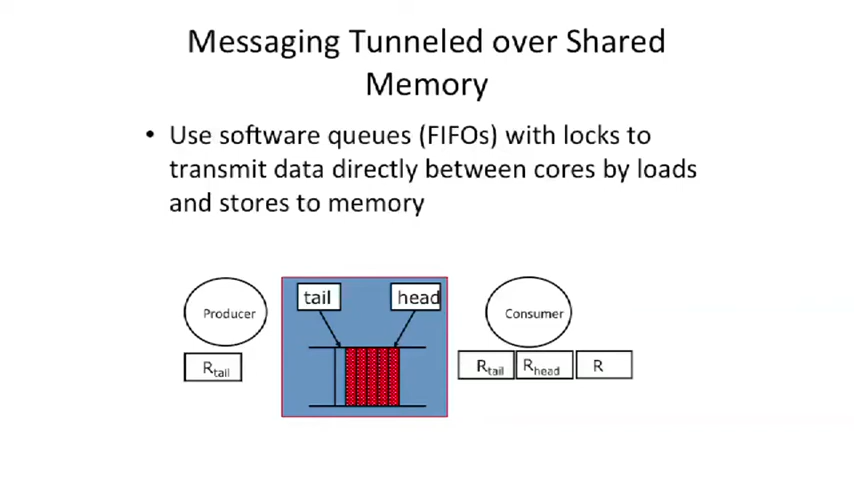 Messaging Tunneled over Shared
Memory
• Use software queues (FIFOs) with locks to
transmit data directly between cores by loads
and stores to memory
tail head
Producer Consumer
Rtail Rtail Rhead R